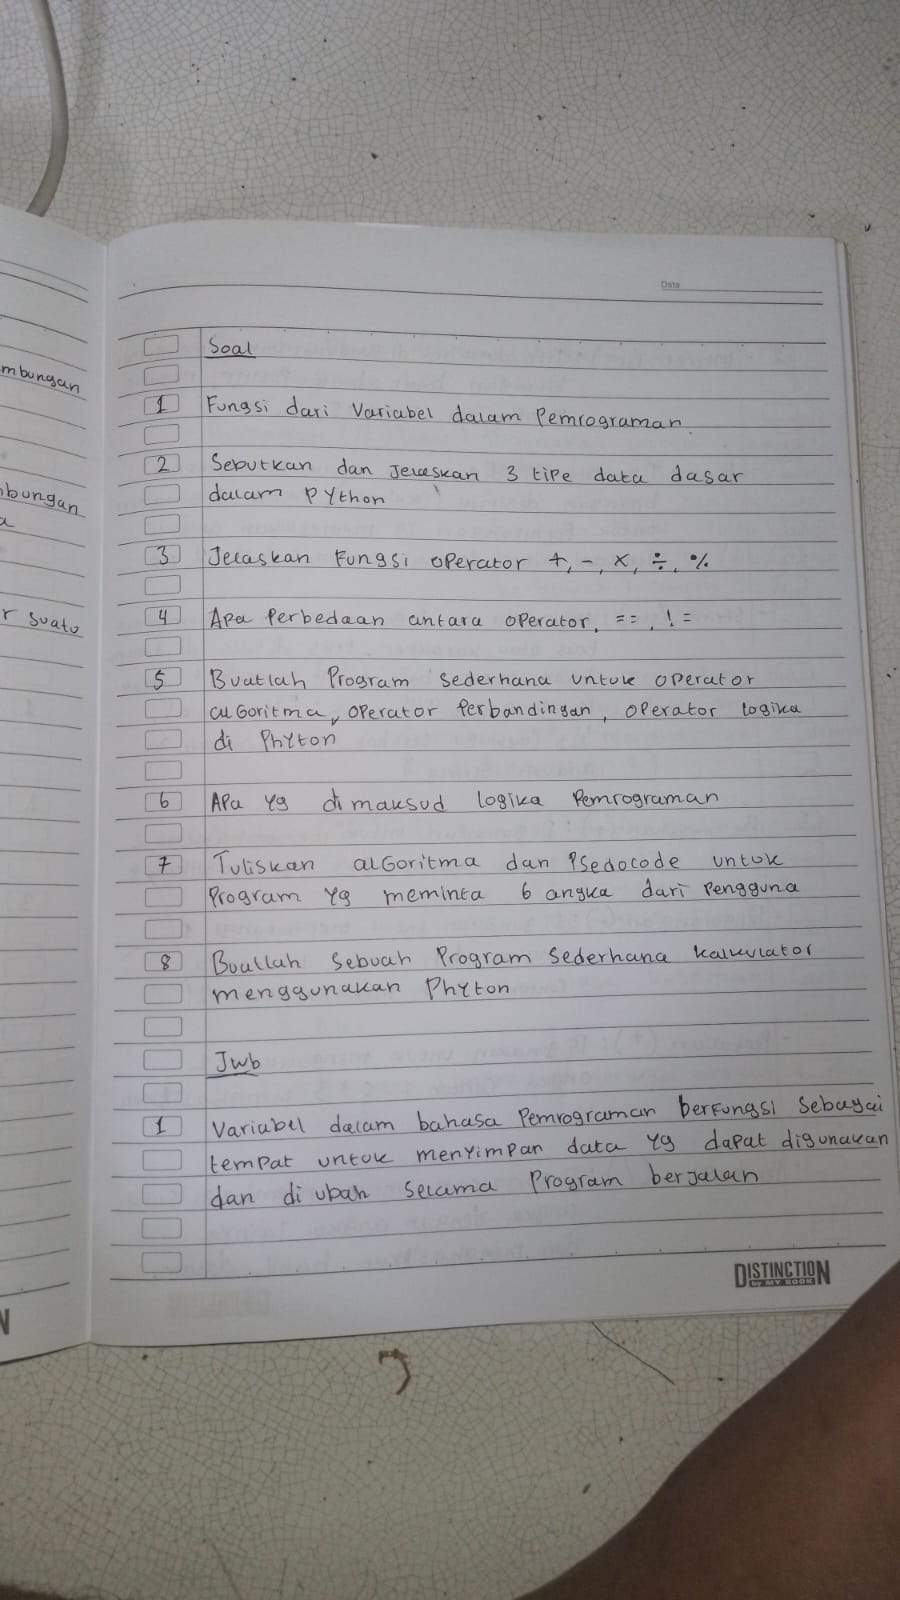 Date
mbungan
bungan
a
r suatu
Soal
1 Fungsi dari Variabel dalam Pemrograman
2 Sebutkan dan Jelaskan 3 tipe data dasar
dalam PYthon
3 Jelaskan Fungsi operator +, -, x, ÷, %
4 Apa Perbedaan antara operator, ==, !=
5 Buatlah Program Sederhana untuk operator
alGoritma, operator Perbandingan, operator logika
di Phyton
6 APa yg di maksud logika Pemrograman
7 Tuliskan alGoritma dan Psedocode untuk
Program yg meminta 6 angka dari Pengguna
8 Buatlah Sebuah Program Sederhana kalkulator
menggunakan Phyton
Jwb
1 Variabel dalam bahasa Pemrograman berfungsi Sebagai
tempat untuk menyimpan data yg dapat digunakan
dan di ubah selama Program berjalan
DISTINCTION
by MY BOOK
N